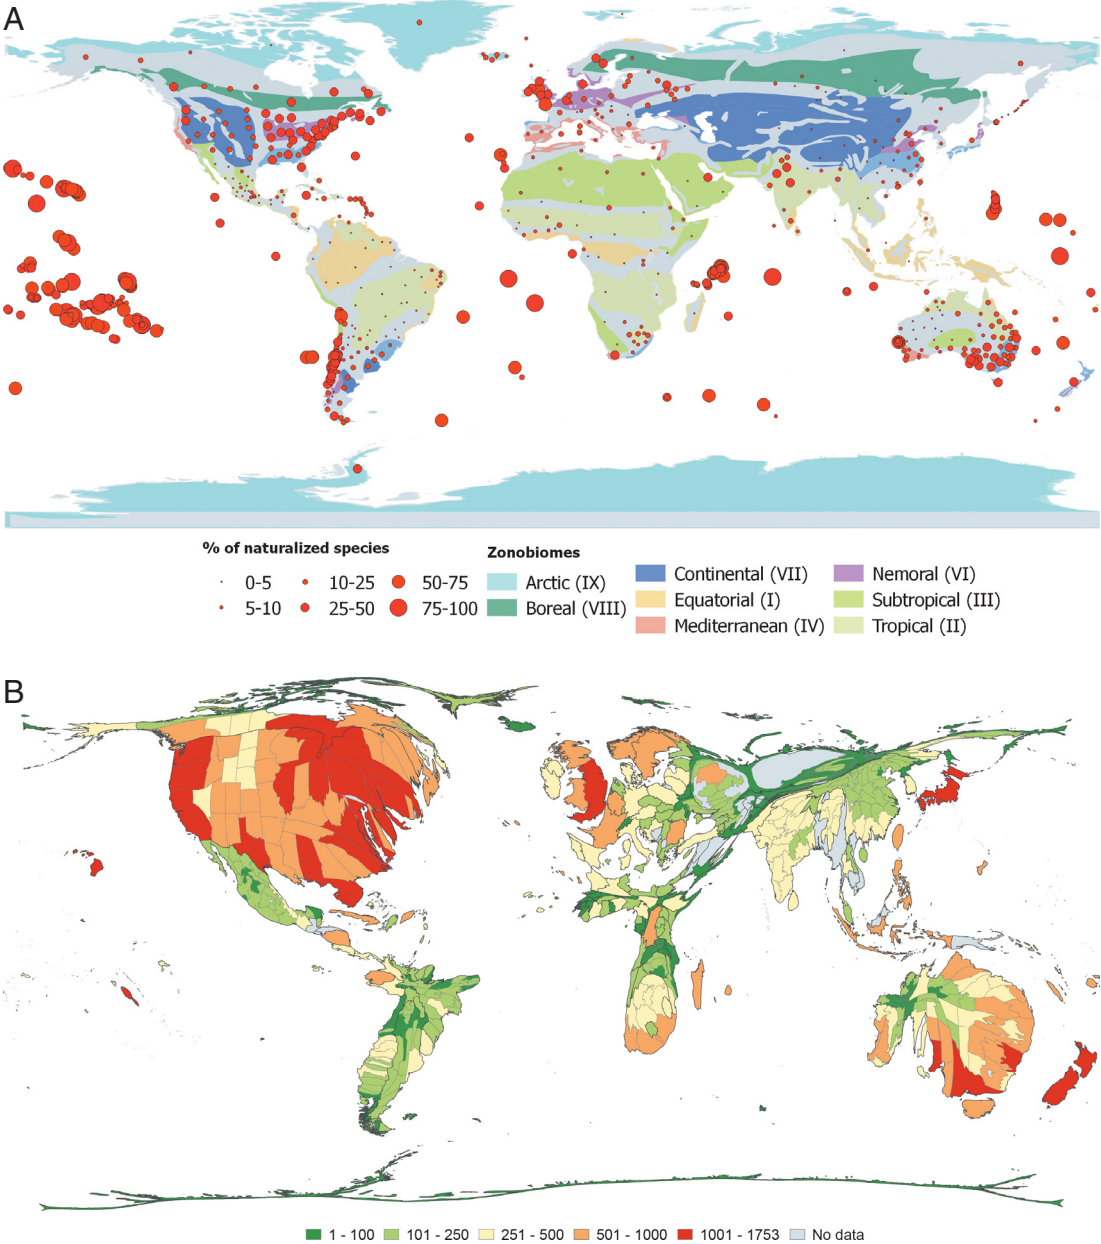 A
% of naturalized species
0-5 10-25 50-75
5-10 25-50 75-100
Zonobiomes
Arctic (IX) Continental (VII) Nemoral (VI)
Boreal (VIII) Equatorial (I) Subtropical (III)
Mediterranean (IV) Tropical (II)
B
1 - 100 101 - 250 251 - 500 501 - 1000 1001 - 1753 No data